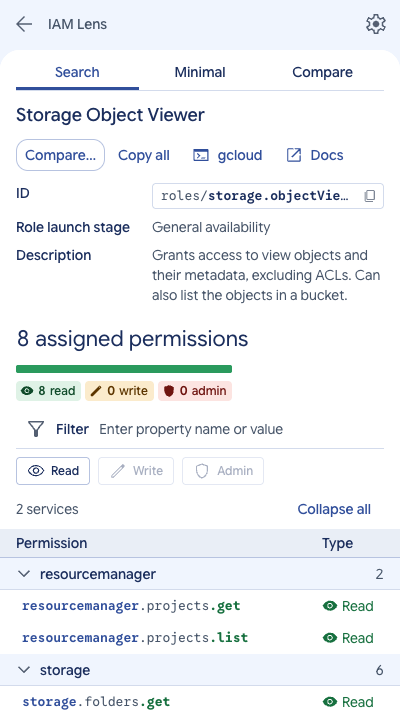 IAM Lens
Search Minimal Compare
Storage Object Viewer
Compare... Copy all gcloud Docs
ID roles/storage.objectVie…
Role launch stage General availability
Description Grants access to view objects and
their metadata, excluding ACLs. Can
also list the objects in a bucket.
8 assigned permissions
8 read 0 write 0 admin
Filter Enter property name or value
Read Write Admin
2 services Collapse all
Permission Type
resourcemanager 2
resourcemanager.projects.get Read
resourcemanager.projects.list Read
storage 6
storage.folders.get Read